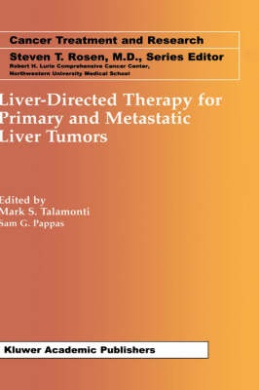 Cancer Treatment and Research
Steven T. Rosen, M.D., Series Editor
Robert H. Lurie Comprehensive Cancer Center,
Northwestern University Medical School
Liver-Directed Therapy for
Primary and Metastatic
Liver Tumors
Edited by
Mark S. Talamonti
Sam G. Pappas
Kluwer Academic Publishers